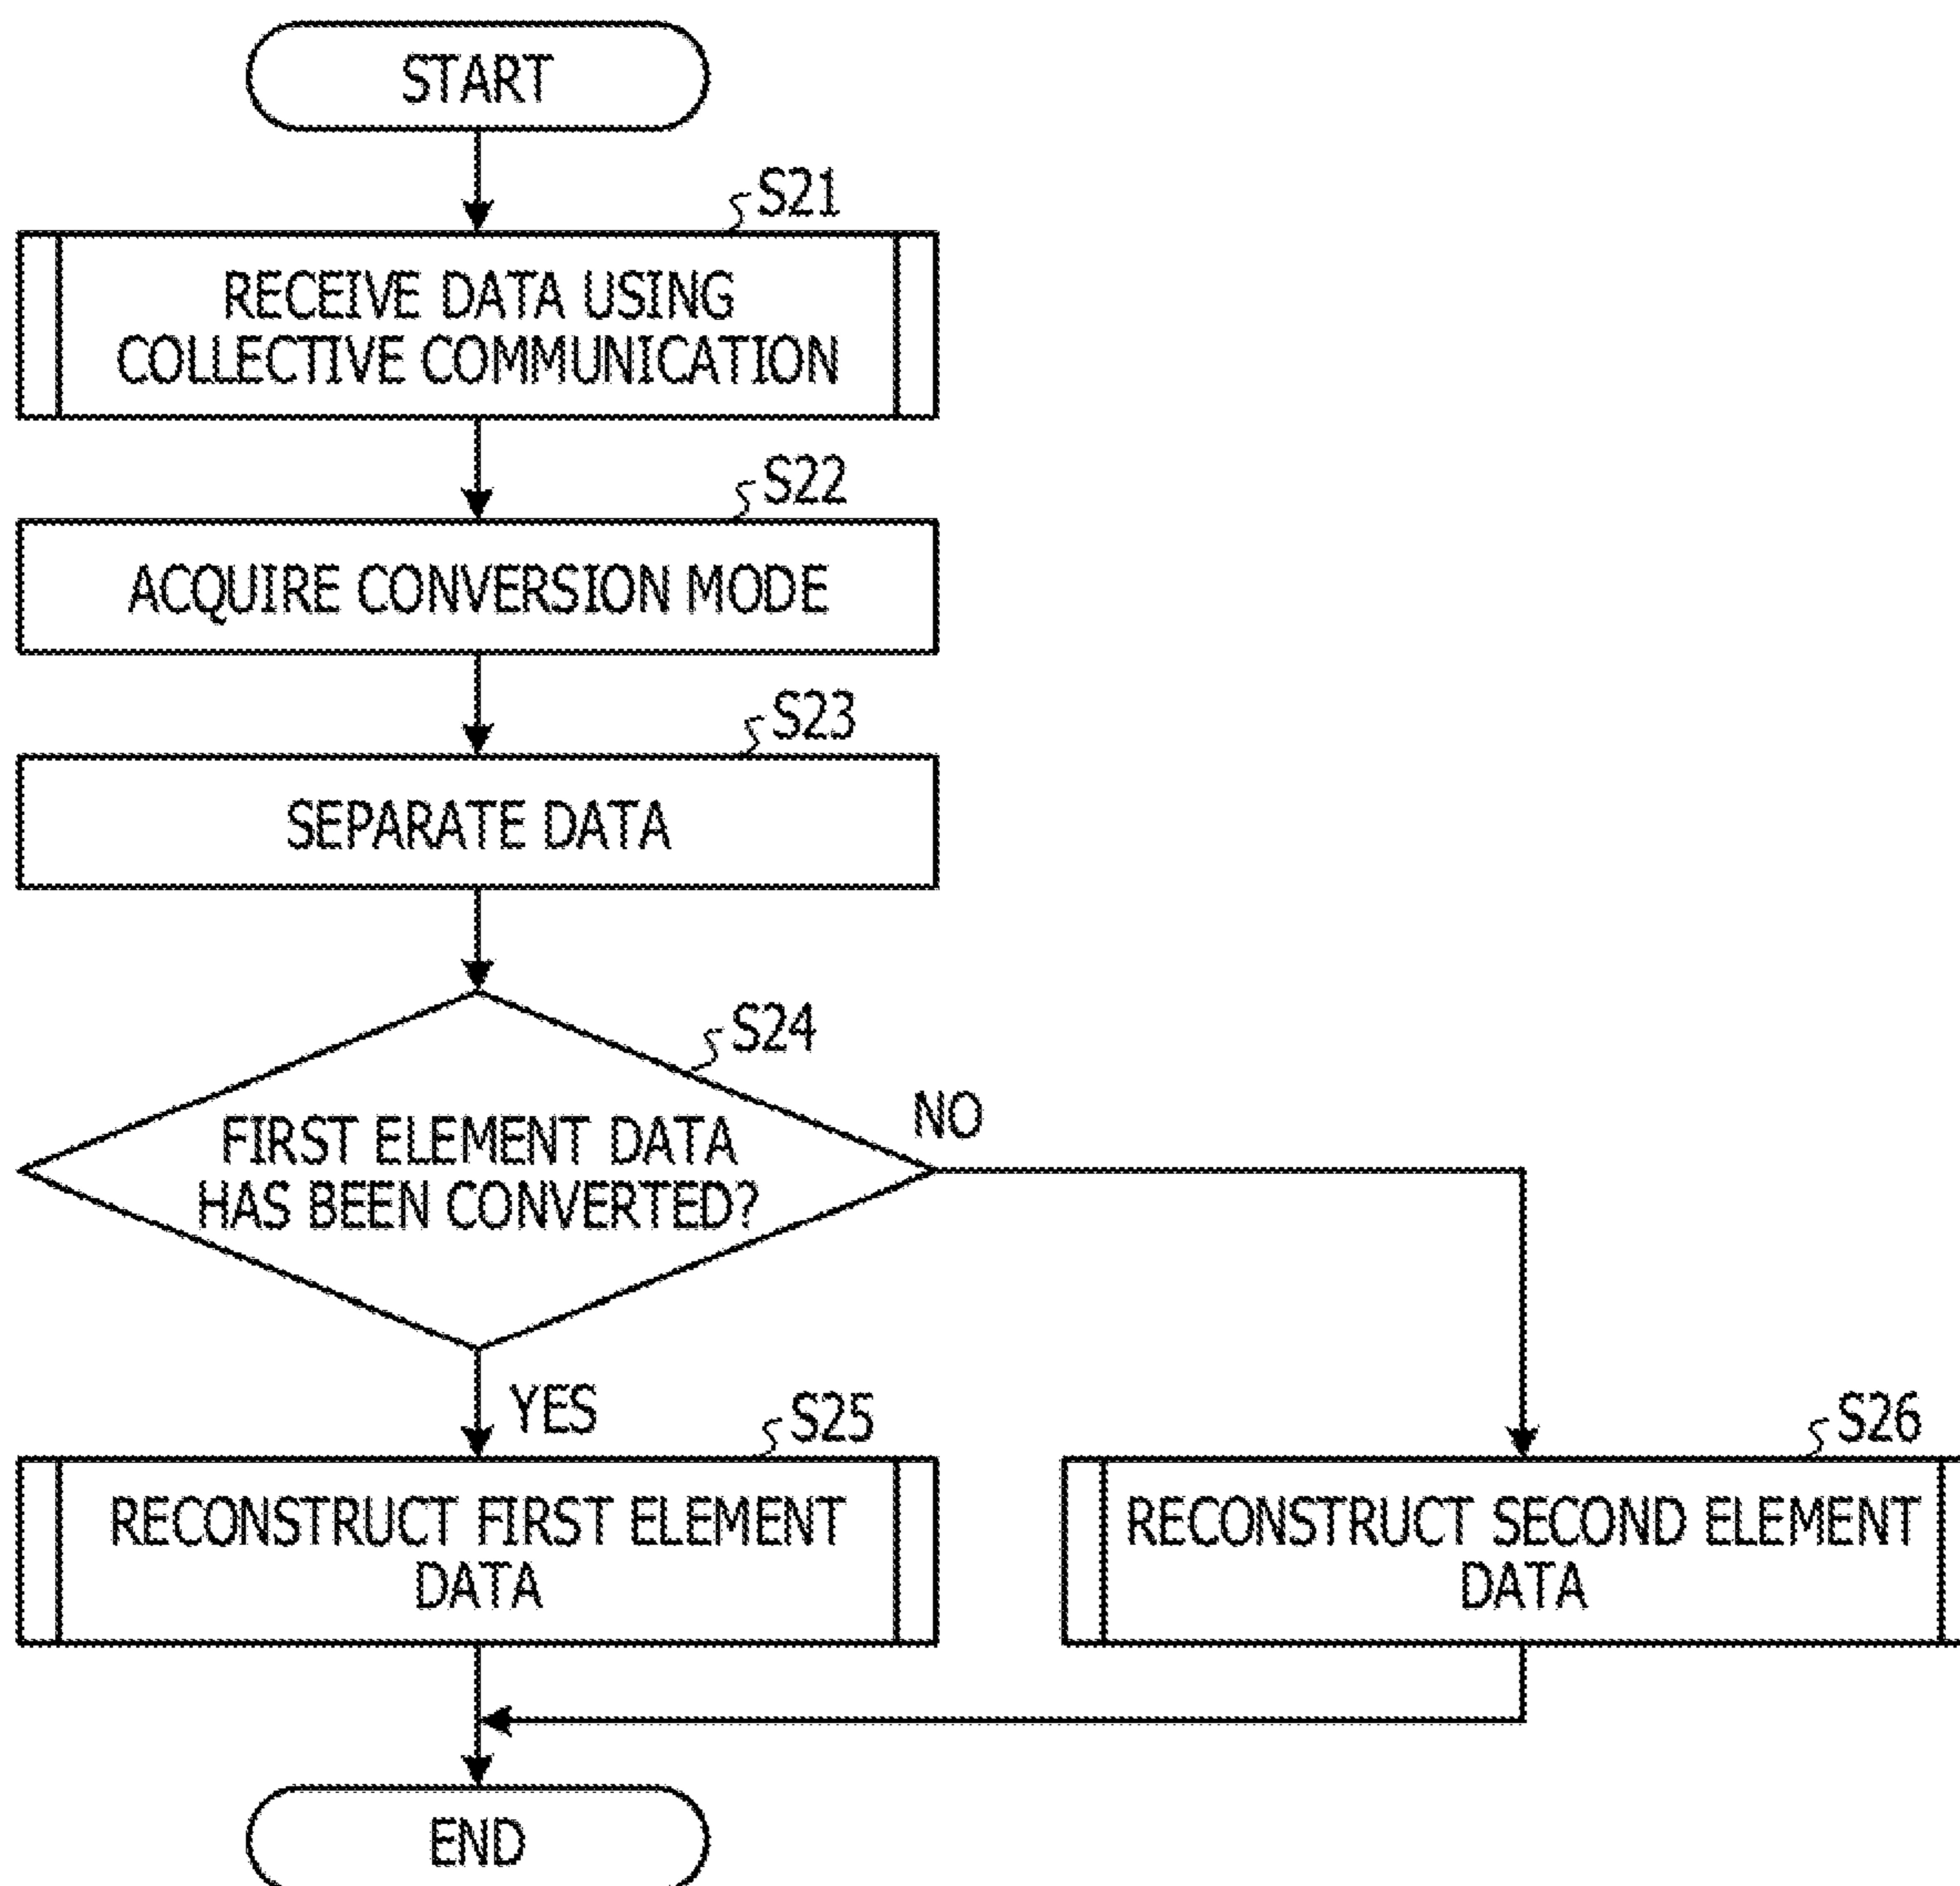 START
S21
RECEIVE DATA USING
COLLECTIVE COMMUNICATION
S22
ACQUIRE CONVERSION MODE
S23
SEPARATE DATA
S24
FIRST ELEMENT DATA
HAS BEEN CONVERTED?
NO
YES
S25
RECONSTRUCT FIRST ELEMENT
DATA
S26
RECONSTRUCT SECOND ELEMENT
DATA
END